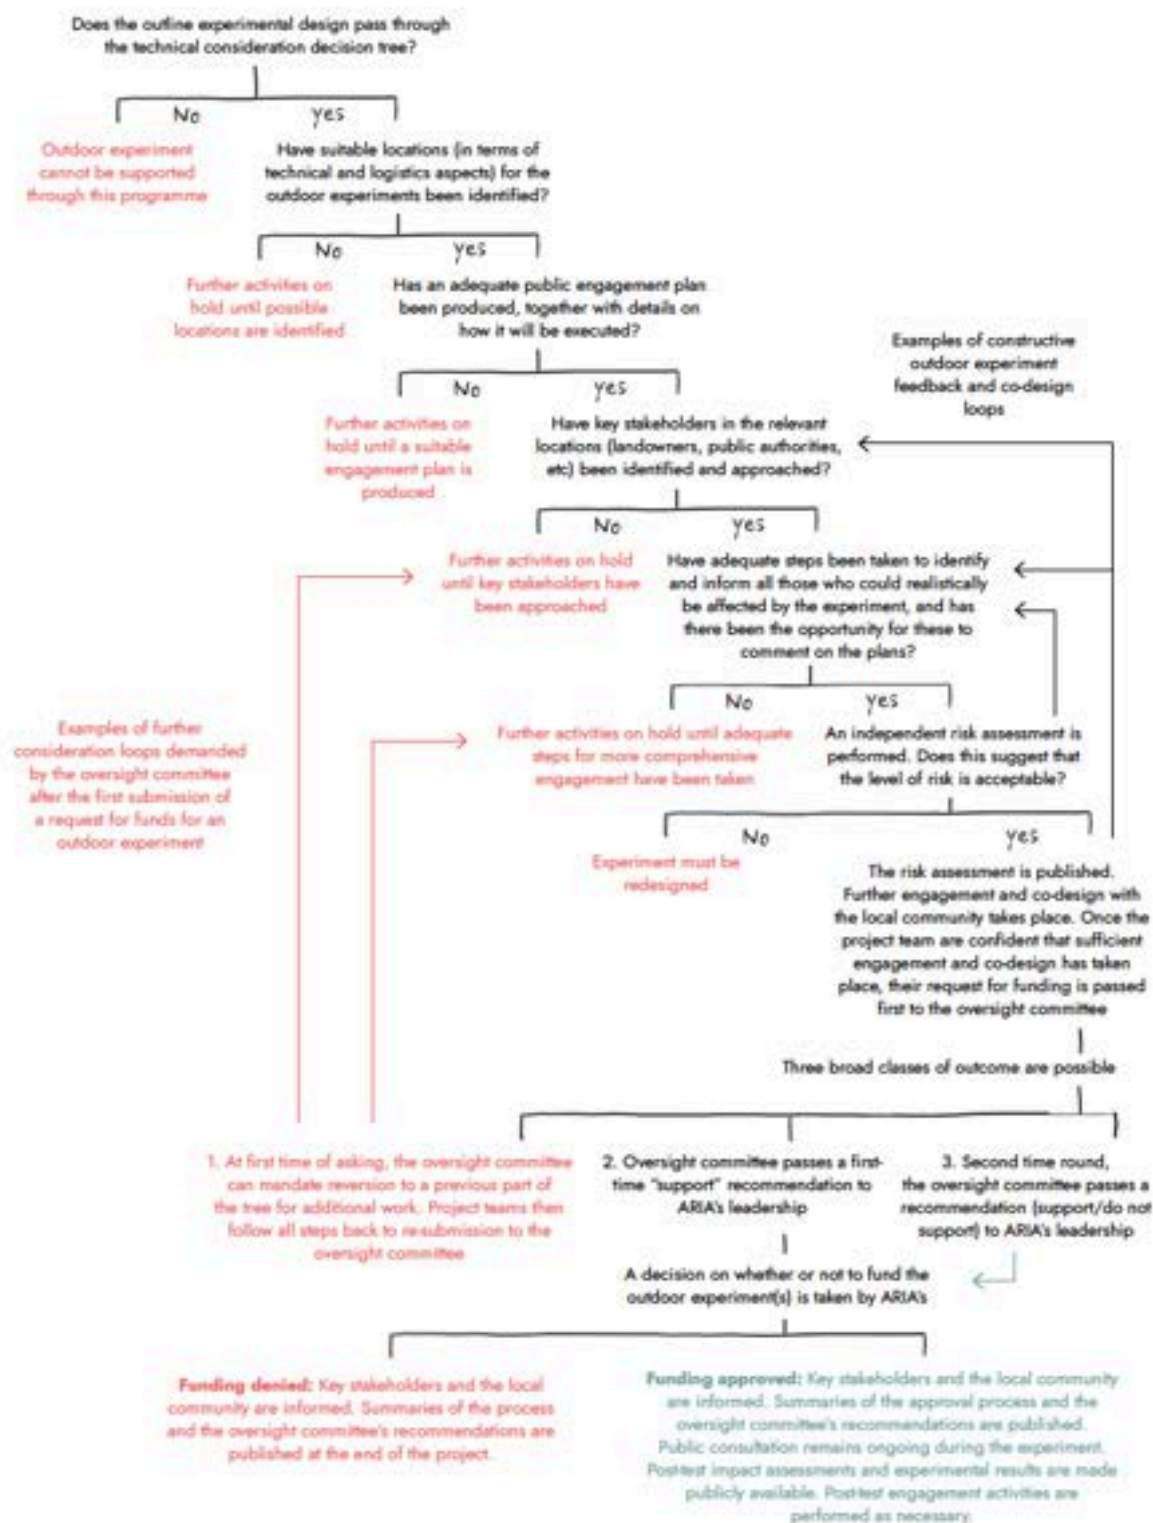 Does the outline experimental design pass through
the technical consideration decision tree?
No
yes
Outdoor experiment
cannot be supported
through this programme
Have suitable locations (in terms of
technical and logistics aspects) for the
outdoor experiments been identified?
No
yes
Further activities on
hold until possible
locations are identified
Has an adequate public engagement plan
been produced, together with details on
how it will be executed?
Examples of constructive
outdoor experiment
feedback and co-design
loops
No
yes
Further activities on
hold until a suitable
engagement plan is
produced
Have key stakeholders in the relevant
locations (landowners, public authorities,
etc) been identified and approached?
No
yes
Further activities on hold
until key stakeholders have
been approached
Have adequate steps been taken to identify
and inform all those who could realistically
be affected by the experiment, and has
there been the opportunity for these to
comment on the plans?
No
yes
Examples of further
consideration loops demanded
by the oversight committee
after the first submission of
a request for funds for an
outdoor experiment
Further activities on hold until adequate
steps for more comprehensive
engagement have been taken
An independent risk assessment is
performed. Does this suggest that
the level of risk is acceptable?
No
yes
Experiment must be
redesigned
The risk assessment is published.
Further engagement and co-design with
the local community takes place. Once the
project team are confident that sufficient
engagement and co-design has taken
place, their request for funding is passed
first to the oversight committee
Three broad classes of outcome are possible
1. At first time of asking, the oversight committee
can mandate reversion to a previous part of
the tree for additional work. Project teams then
follow all steps back to re-submission to the
oversight committee
2. Oversight committee passes a first-
time "support" recommendation to
ARIA's leadership
3. Second time round,
the oversight committee passes a
recommendation (support/do not
support) to ARIA's leadership
A decision on whether or not to fund the
outdoor experiment(s) is taken by ARIA's
Funding denied: Key stakeholders and the local
community are informed. Summaries of the process
and the oversight committee's recommendations are
published at the end of the project.
Funding approved: Key stakeholders and the local community
are informed. Summaries of the approval process and the
oversight committee's recommendations are published.
Public consultation remains ongoing during the experiment.
Post-test impact assessments and experimental results are made
publicly available. Post-test engagement activities are
performed as necessary.